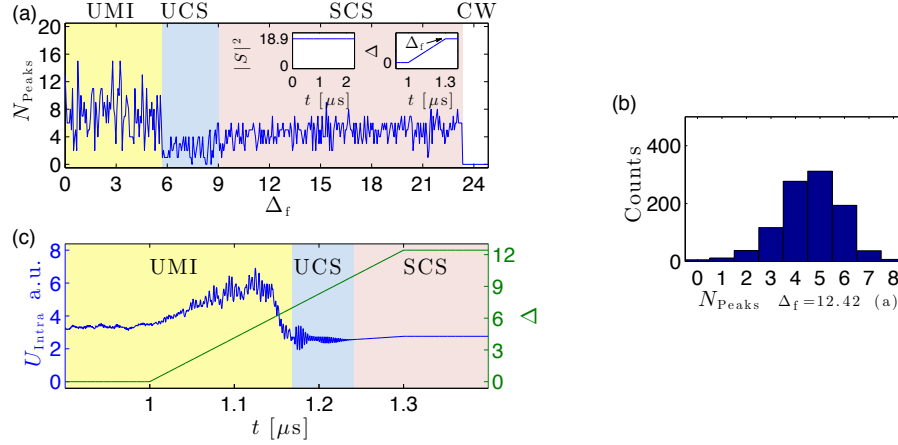 (a) UMI UCS SCS CW
N_Peaks
20
16
12
8
4
0
|S|²
18.9
0
0 1 2
t [μs]
Δ
Δ_f
0
1 1.3
t [μs]
0 3 6 9 12 15 18 21 24
Δ_f
(b)
Counts
400
200
0
0 1 2 3 4 5 6 7 8
N_Peaks Δ_f=12.42 (a)
(c)
U_Intra a.u.
8
6
4
2
0
UMI UCS SCS
12
9
6
3
0
Δ
1 1.1 1.2 1.3
t [μs]